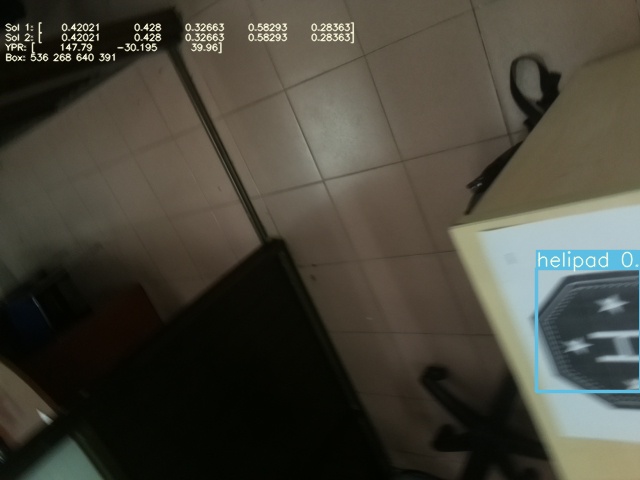 Sol 1: [ 0.42021 0.428 0.32663 0.58293 0.28363]
Sol 2: [ 0.42021 0.428 0.32663 0.58293 0.28363]
YPR: [ 147.79 -30.195 39.96]
Box: 536 268 640 391
helipad 0.
H